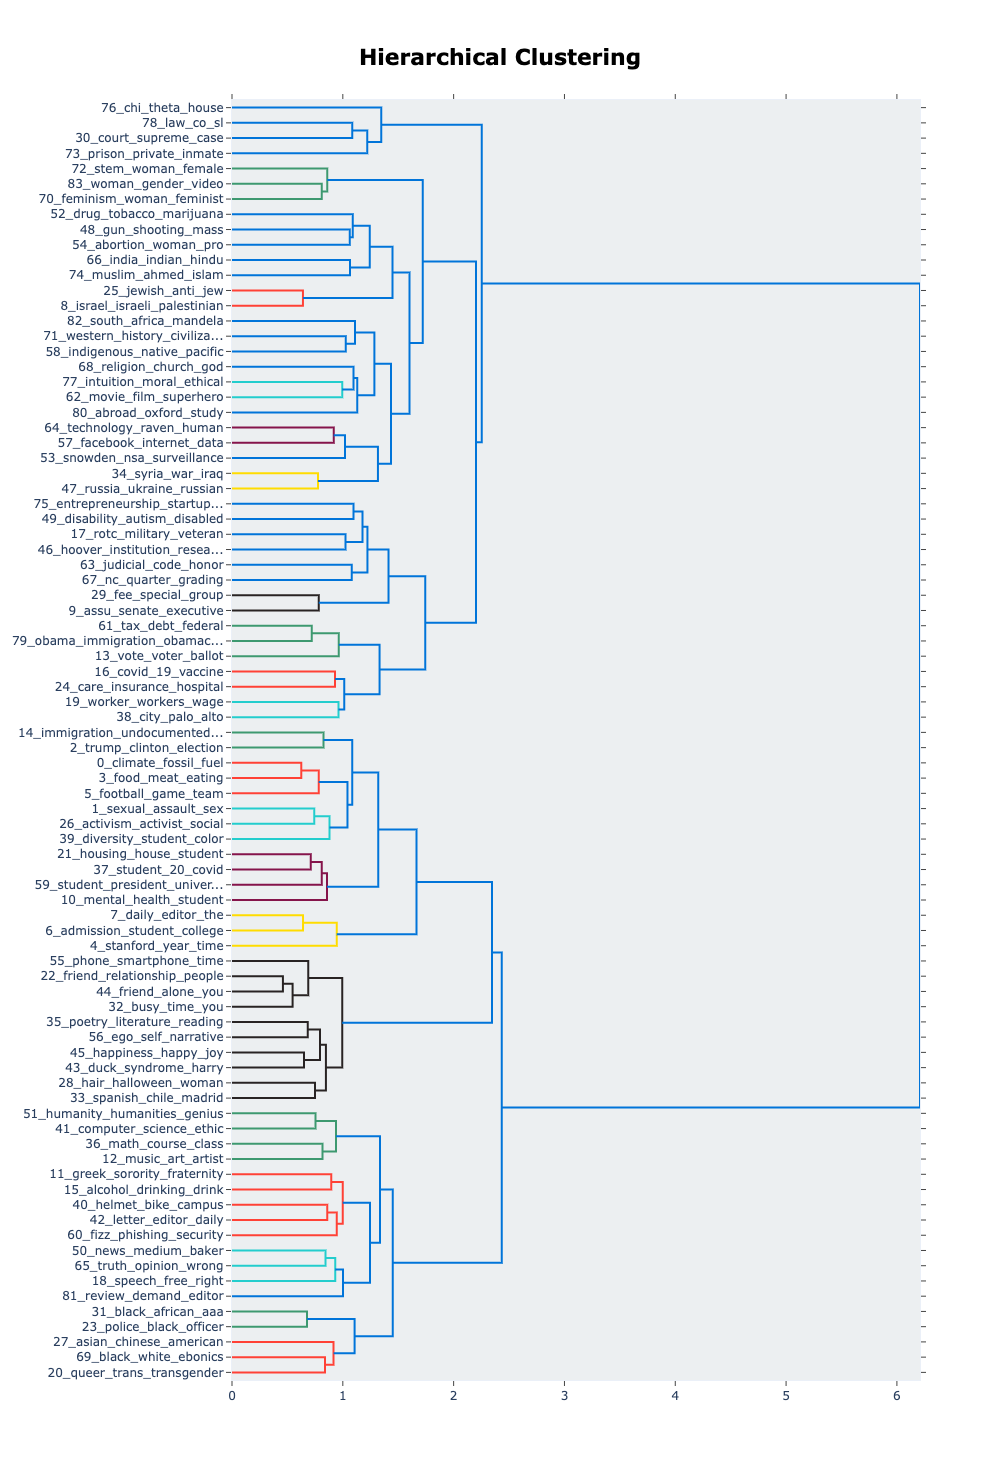 Hierarchical Clustering
76_chi_theta_house
78_law_co_sl
30_court_supreme_case
73_prison_private_inmate
72_stem_woman_female
83_woman_gender_video
70_feminism_woman_feminist
52_drug_tobacco_marijuana
48_gun_shooting_mass
54_abortion_woman_pro
66_india_indian_hindu
74_muslim_ahmed_islam
25_jewish_anti_jew
8_israel_israeli_palestinian
82_south_africa_mandela
71_western_history_civiliza...
58_indigenous_native_pacific
68_religion_church_god
77_intuition_moral_ethical
62_movie_film_superhero
80_abroad_oxford_study
64_technology_raven_human
57_facebook_internet_data
53_snowden_nsa_surveillance
34_syria_war_iraq
47_russia_ukraine_russian
75_entrepreneurship_startup...
49_disability_autism_disabled
17_rotc_military_veteran
46_hoover_institution_resea...
63_judicial_code_honor
67_nc_quarter_grading
29_fee_special_group
9_assu_senate_executive
61_tax_debt_federal
79_obama_immigration_obamac...
13_vote_voter_ballot
16_covid_19_vaccine
24_care_insurance_hospital
19_worker_workers_wage
38_city_palo_alto
14_immigration_undocumented...
2_trump_clinton_election
0_climate_fossil_fuel
3_food_meat_eating
5_football_game_team
1_sexual_assault_sex
26_activism_activist_social
39_diversity_student_color
21_housing_house_student
37_student_20_covid
59_student_president_univer...
10_mental_health_student
7_daily_editor_the
6_admission_student_college
4_stanford_year_time
55_phone_smartphone_time
22_friend_relationship_people
44_friend_alone_you
32_busy_time_you
35_poetry_literature_reading
56_ego_self_narrative
45_happiness_happy_joy
43_duck_syndrome_harry
28_hair_halloween_woman
33_spanish_chile_madrid
51_humanity_humanities_genius
41_computer_science_ethic
36_math_course_class
12_music_art_artist
11_greek_sorority_fraternity
15_alcohol_drinking_drink
40_helmet_bike_campus
42_letter_editor_daily
60_fizz_phishing_security
50_news_medium_baker
65_truth_opinion_wrong
18_speech_free_right
81_review_demand_editor
31_black_african_aaa
23_police_black_officer
27_asian_chinese_american
69_black_white_ebonics
20_queer_trans_transgender
0 1 2 3 4 5 6